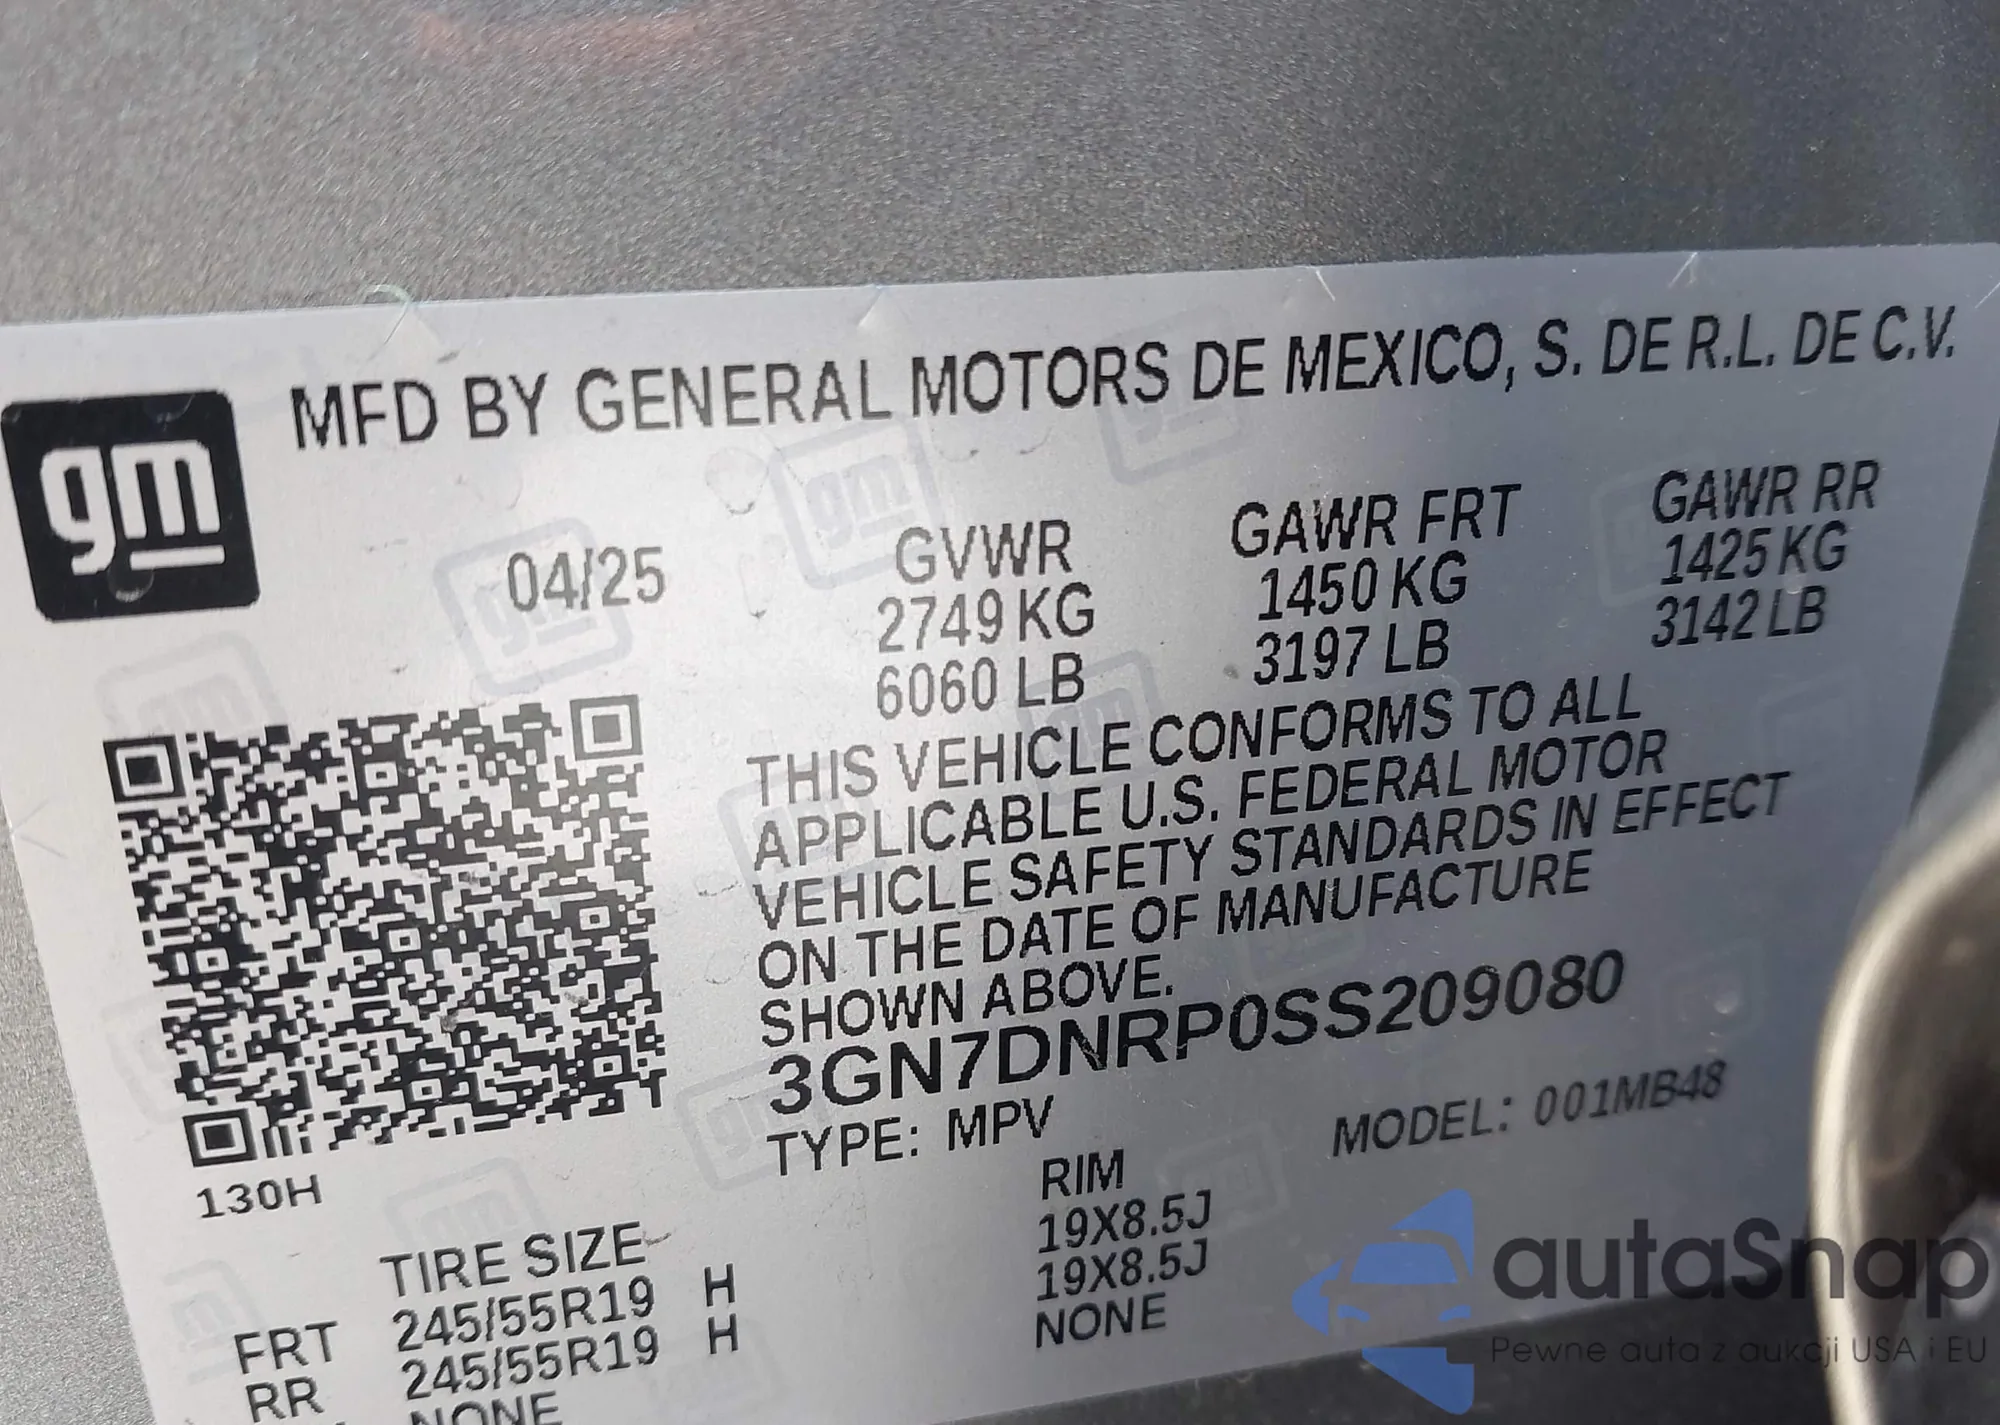 gm
MFD BY GENERAL MOTORS DE MEXICO, S. DE R.L. DE C.V.
04/25
GVWR
2749 KG
6060 LB
GAWR FRT
1450 KG
3197 LB
GAWR RR
1425 KG
3142 LB
THIS VEHICLE CONFORMS TO ALL
APPLICABLE U.S. FEDERAL MOTOR
VEHICLE SAFETY STANDARDS IN EFFECT
ON THE DATE OF MANUFACTURE
SHOWN ABOVE.
3GN7DNRP0SS209080
TYPE: MPV
MODEL: 001MB48
130H
TIRE SIZE
RIM
FRT 245/55R19 H 19X8.5J
RR 245/55R19 H 19X8.5J
NONE NONE
autaSnap
Pewne auta z aukcji USA i EU